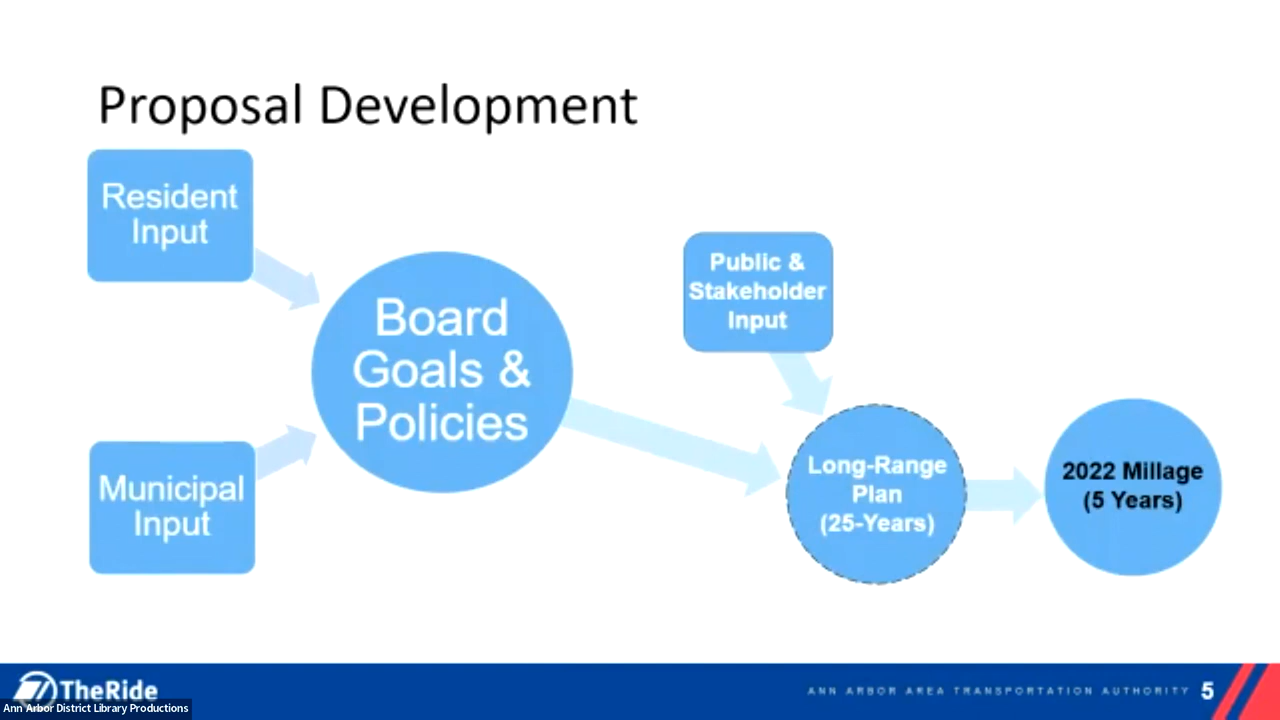 Proposal Development
Resident
Input
Municipal
Input
Board
Goals &
Policies
Public &
Stakeholder
Input
Long-Range
Plan
(25-Years)
2022 Millage
(5 Years)
TheRide
Ann Arbor District Library Productions
ANN ARBOR AREA TRANSPORTATION AUTHORITY 5